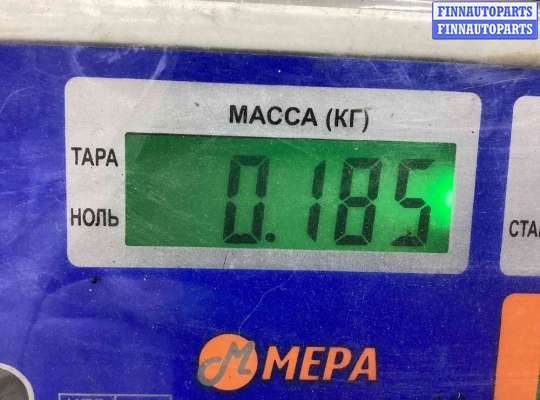 FINNAUTOPARTS
FINNAUTOPARTS
МАССА (КГ)
ТАРА
0.185
НОЛЬ
МЕРА